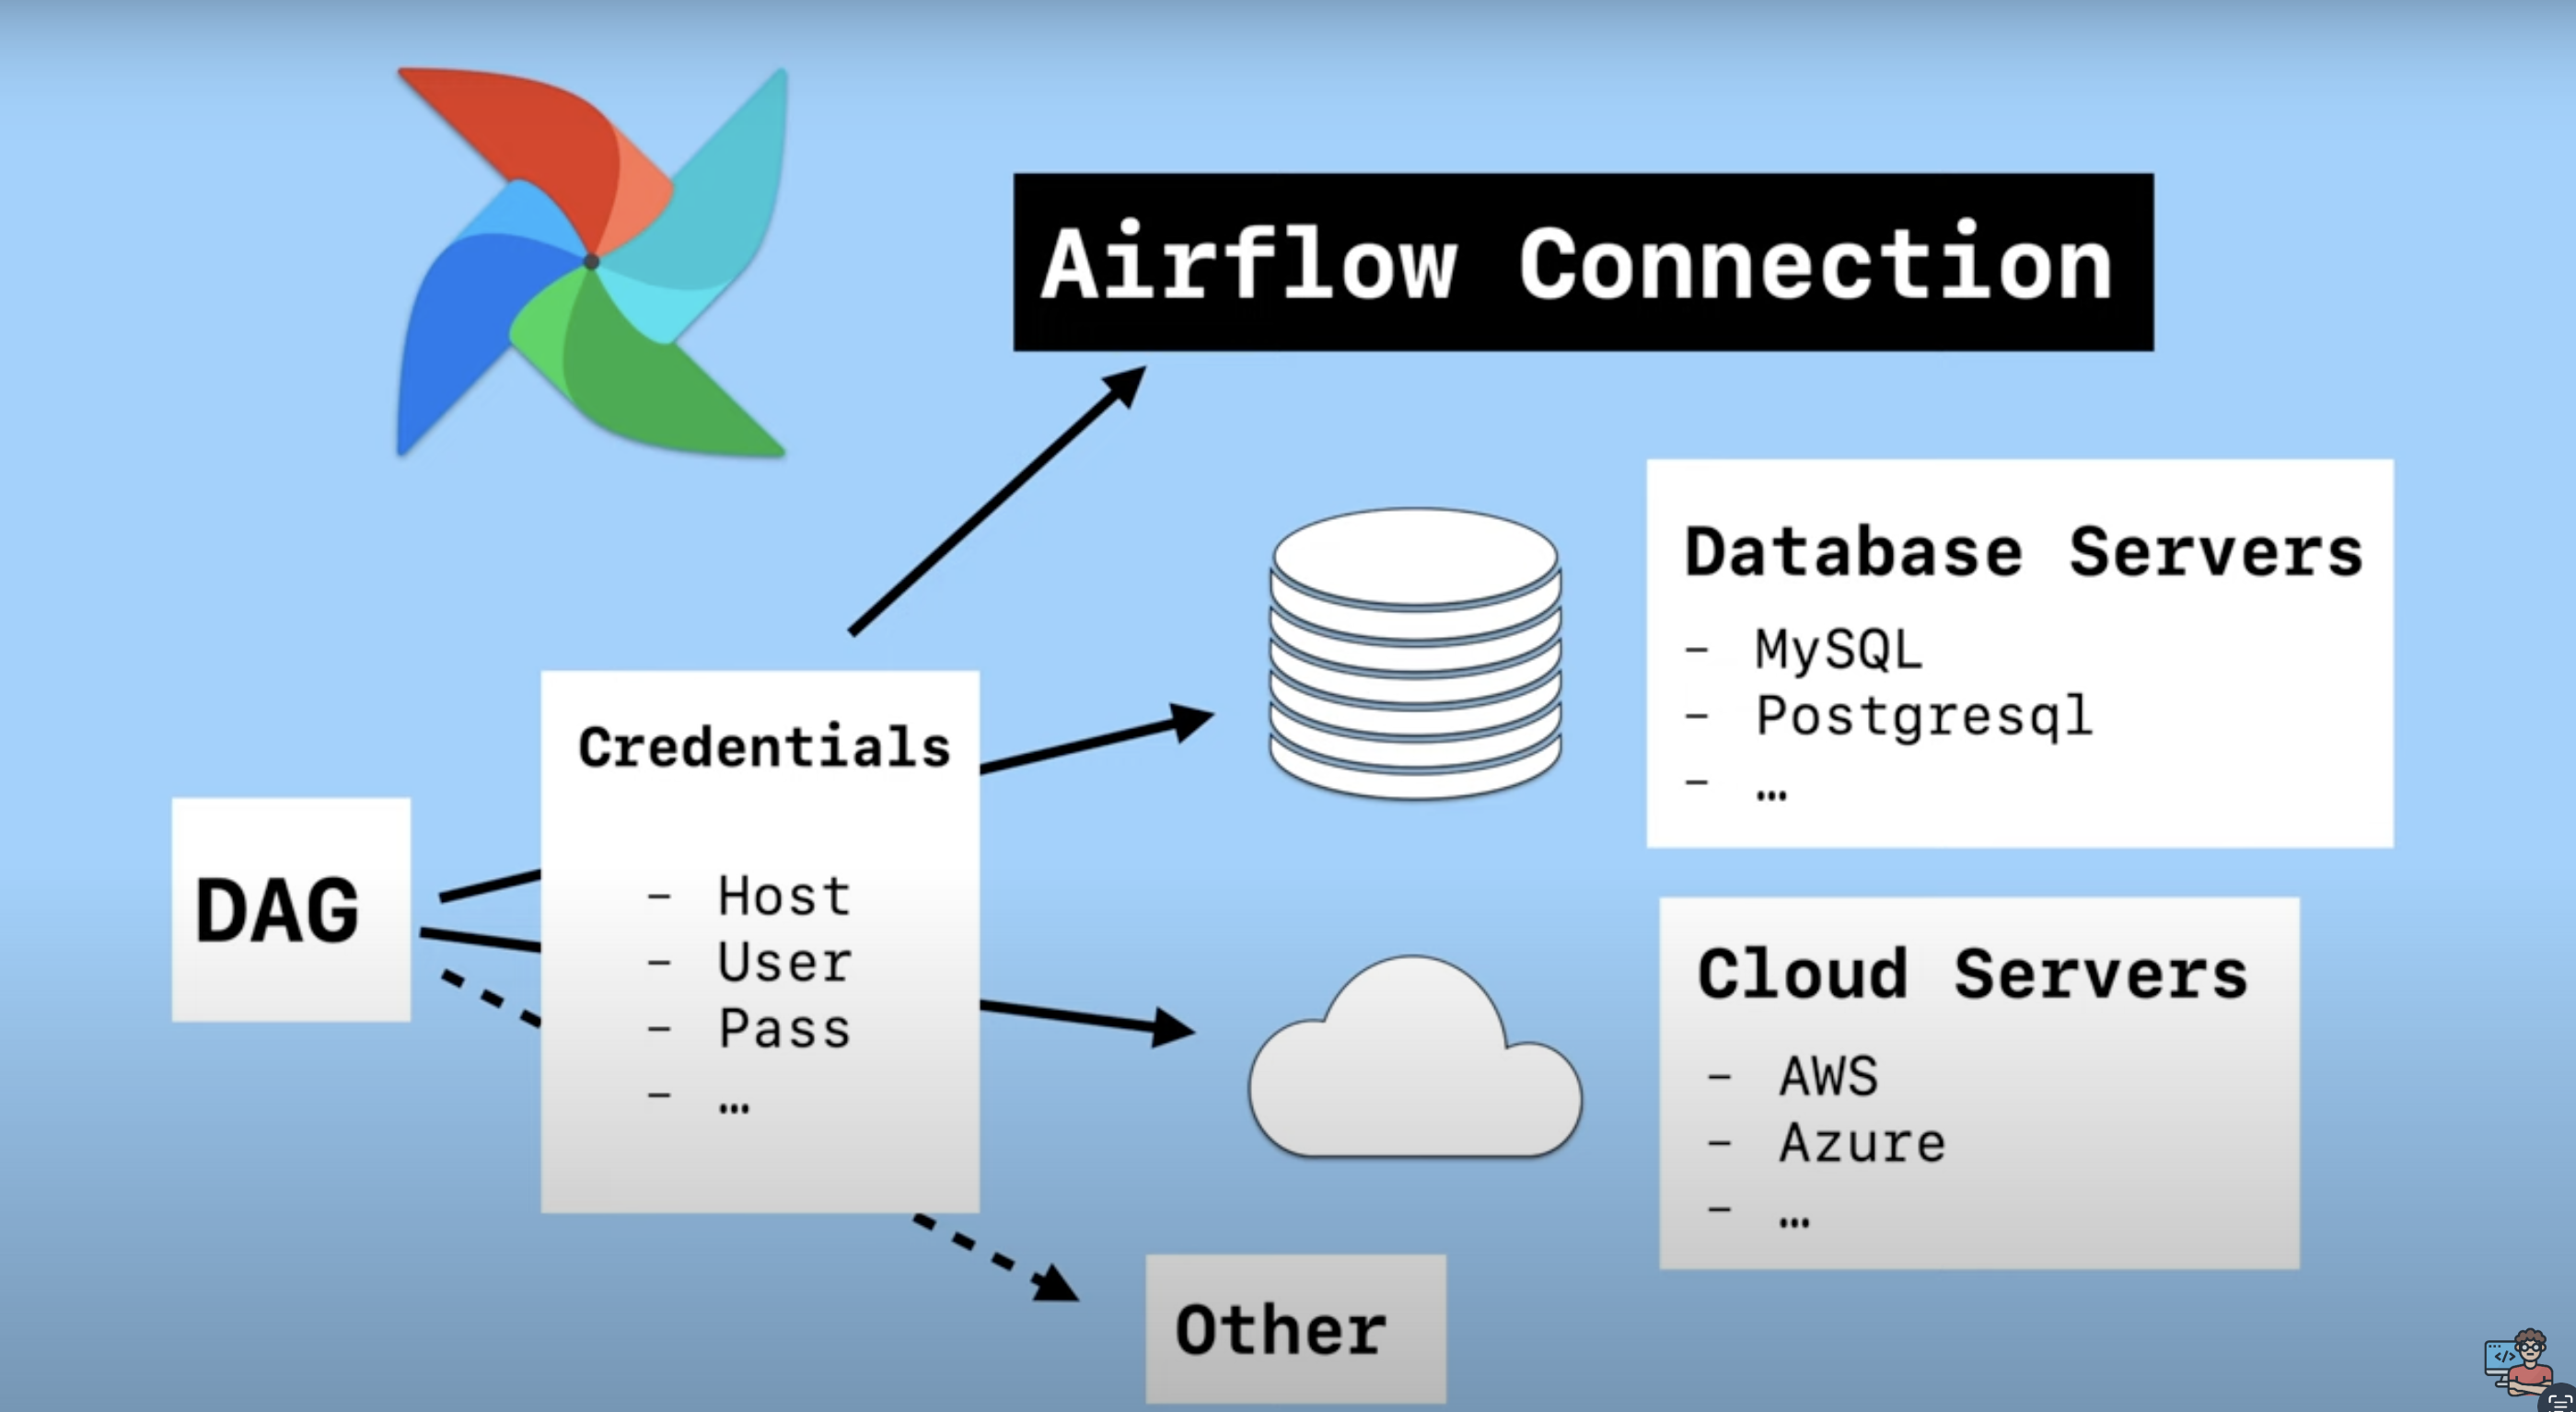 Airflow Connection
Database Servers
- MySQL
- Postgresql
- …
Credentials
- Host
- User
- Pass
- …
DAG
Cloud Servers
- AWS
- Azure
- …
Other
</>